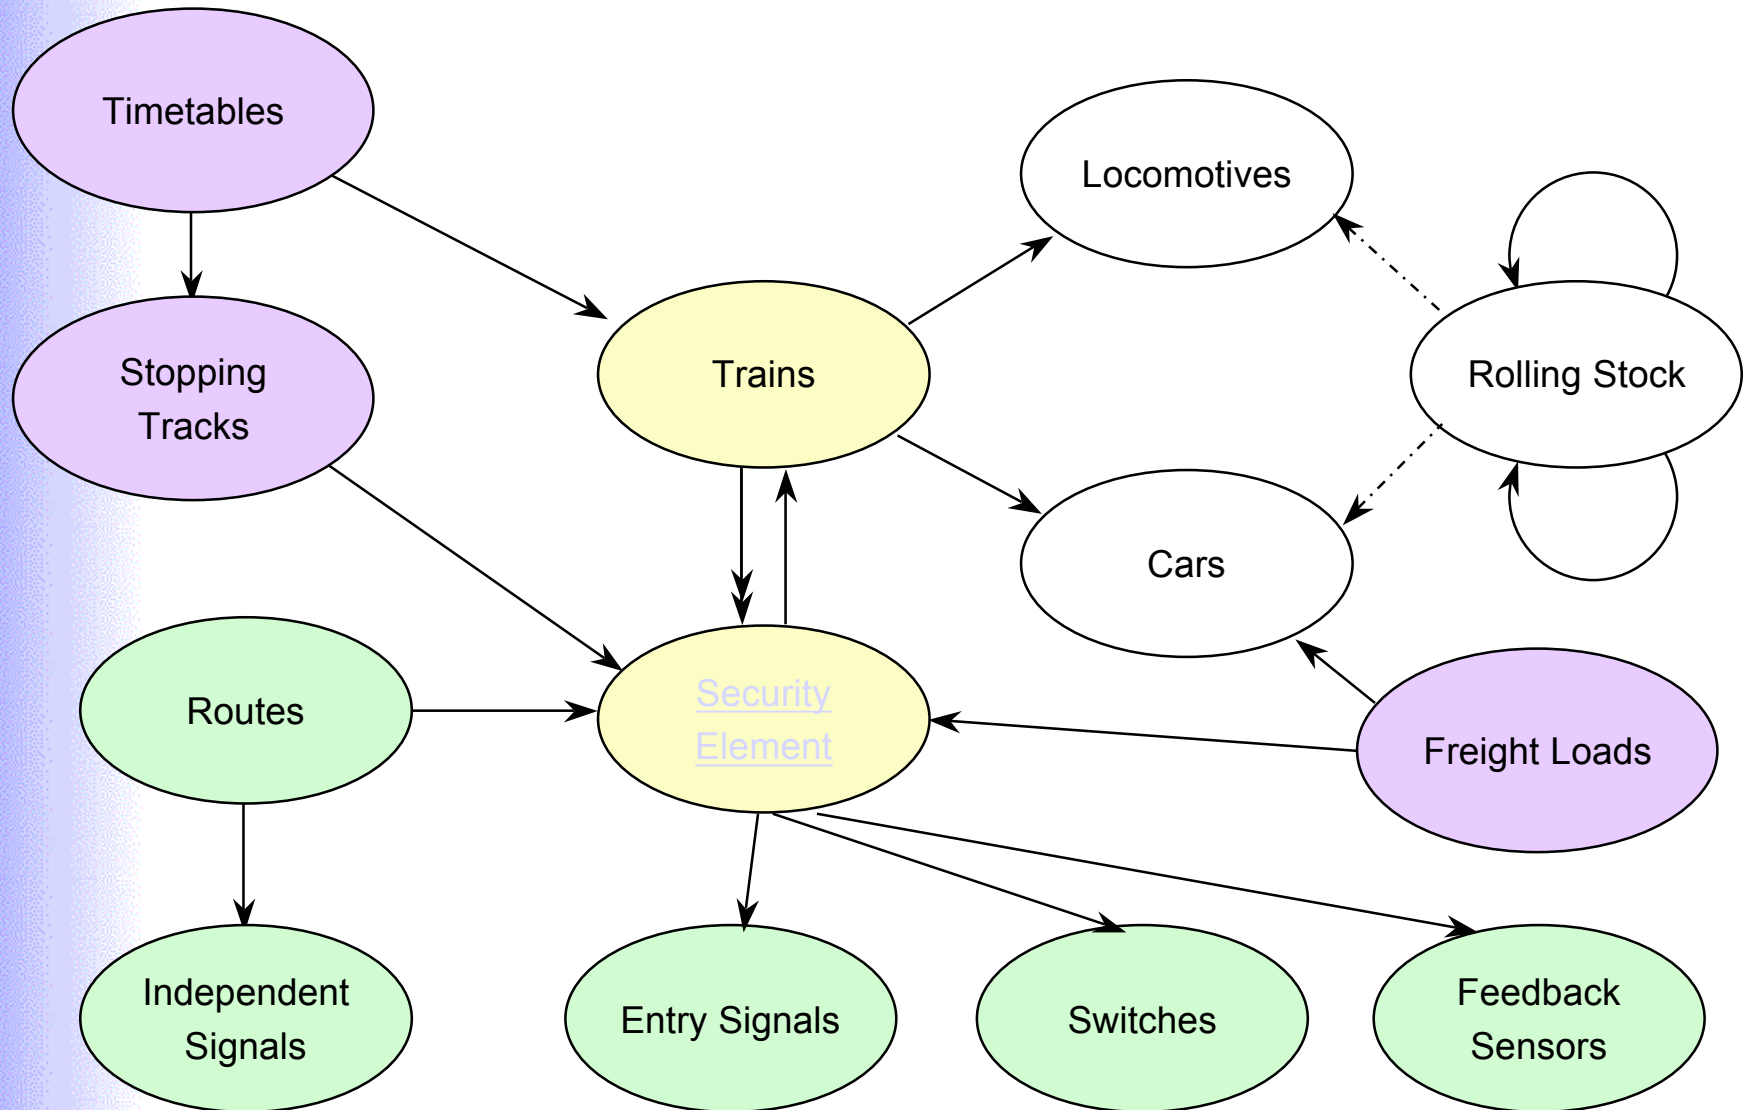 Timetables
Locomotives
Stopping
Tracks
Trains
Rolling Stock
Cars
Routes
Security
Element
Freight Loads
Independent
Signals
Entry Signals
Switches
Feedback
Sensors